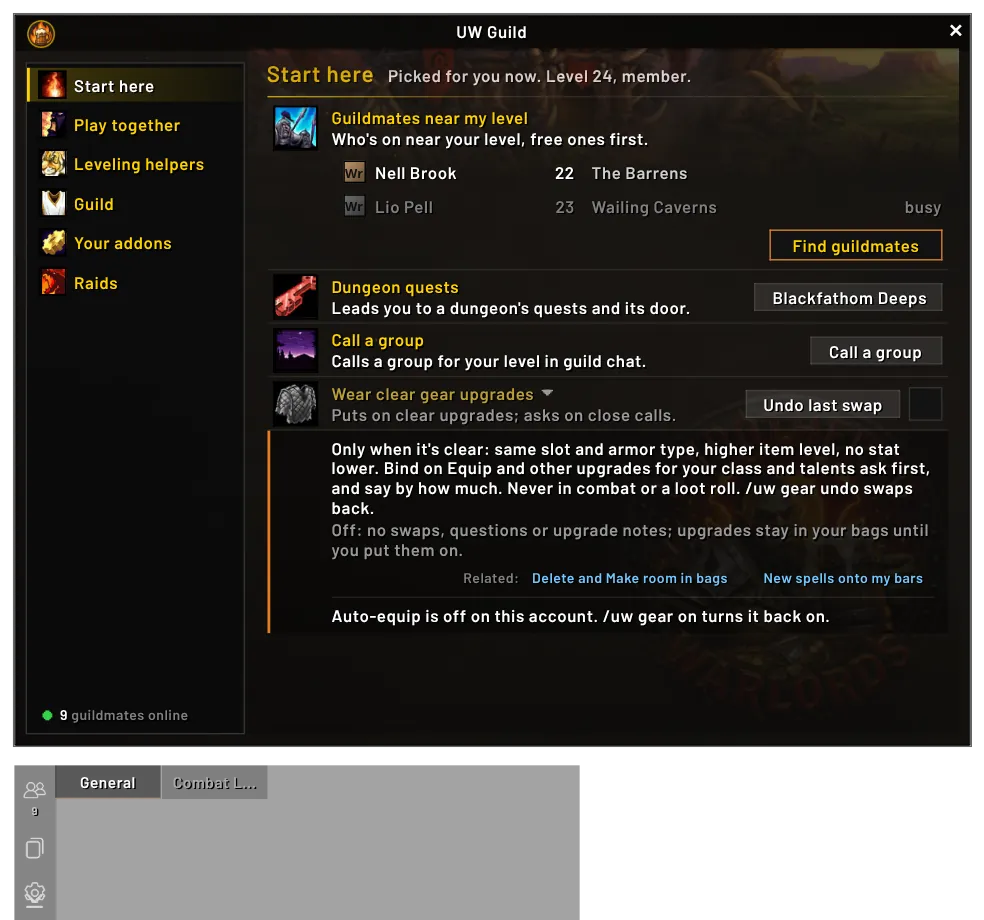 UW Guild
Start here
Play together
Leveling helpers
Guild
Your addons
Raids
9 guildmates online
Start here Picked for you now. Level 24, member.
Guildmates near my level
Who's on near your level, free ones first.
Wr Nell Brook 22 The Barrens
Wr Lio Pell 23 Wailing Caverns busy
Find guildmates
Dungeon quests
Leads you to a dungeon's quests and its door.
Blackfathom Deeps
Call a group
Calls a group for your level in guild chat.
Call a group
Wear clear gear upgrades
Puts on clear upgrades; asks on close calls.
Undo last swap
Only when it's clear: same slot and armor type, higher item level, no stat
lower. Bind on Equip and other upgrades for your class and talents ask first,
and say by how much. Never in combat or a loot roll. /uw gear undo swaps
back.
Off: no swaps, questions or upgrade notes; upgrades stay in your bags until
you put them on.
Related: Delete and Make room in bags New spells onto my bars
Auto-equip is off on this account. /uw gear on turns it back on.
WARLORDS
General Combat L...
9